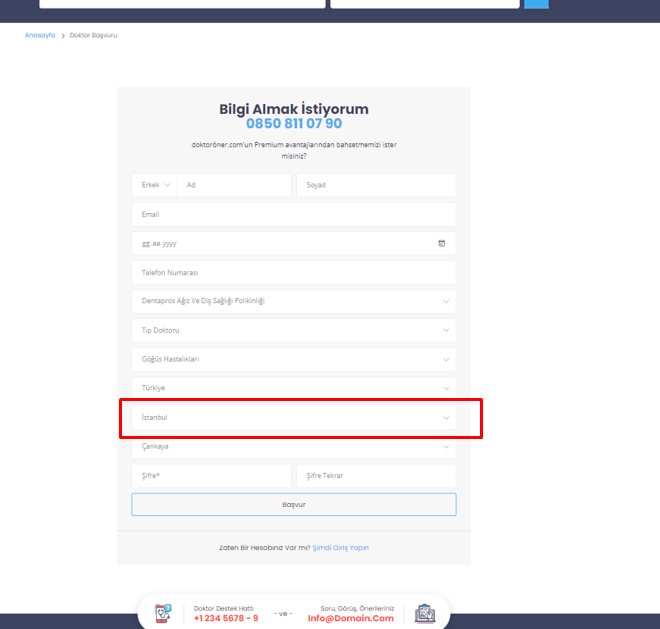 Anasayfa > Doktor Başvuru
Bilgi Almak İstiyorum
0850 811 07 90
doktoröner.com'un Premium avantajlarından bahsetmemizi ister
misiniz?
Erkek Ad Soyad
Email
gg.aa.yyyy
Telefon Numarası
Dentapros Ağız Ve Diş Sağlığı Polikinliği
Tıp Doktoru
Göğüs Hastalıkları
Türkiye
İstanbul
Çankaya
Şifre* Şifre Tekrar
Başvur
Zaten Bir Hesabınız Var mı? Şimdi Giriş Yapın
Doktor Destek Hattı
+1 234 5678 - 9
- ve -
Soru, Görüş, Önerileriniz
Info@Domain.Com